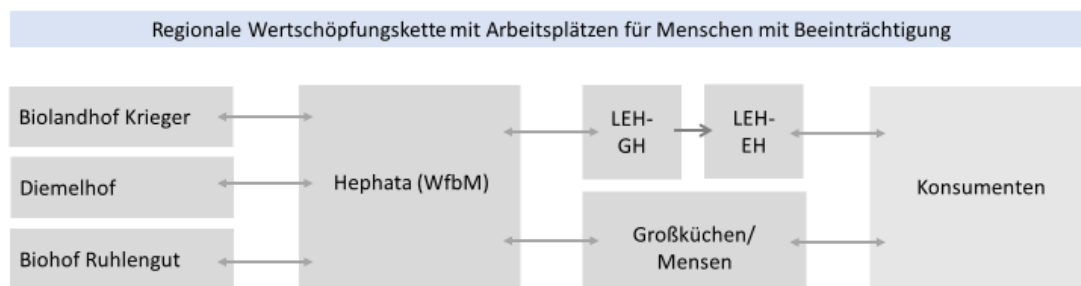 Regionale Wertschöpfungskette mit Arbeitsplätzen für Menschen mit Beeinträchtigung
Biolandhof Krieger
Diemelhof
Biohof Ruhlengut
Hephata (WfbM)
LEH-
GH
LEH-
EH
Großküchen/
Mensen
Konsumenten